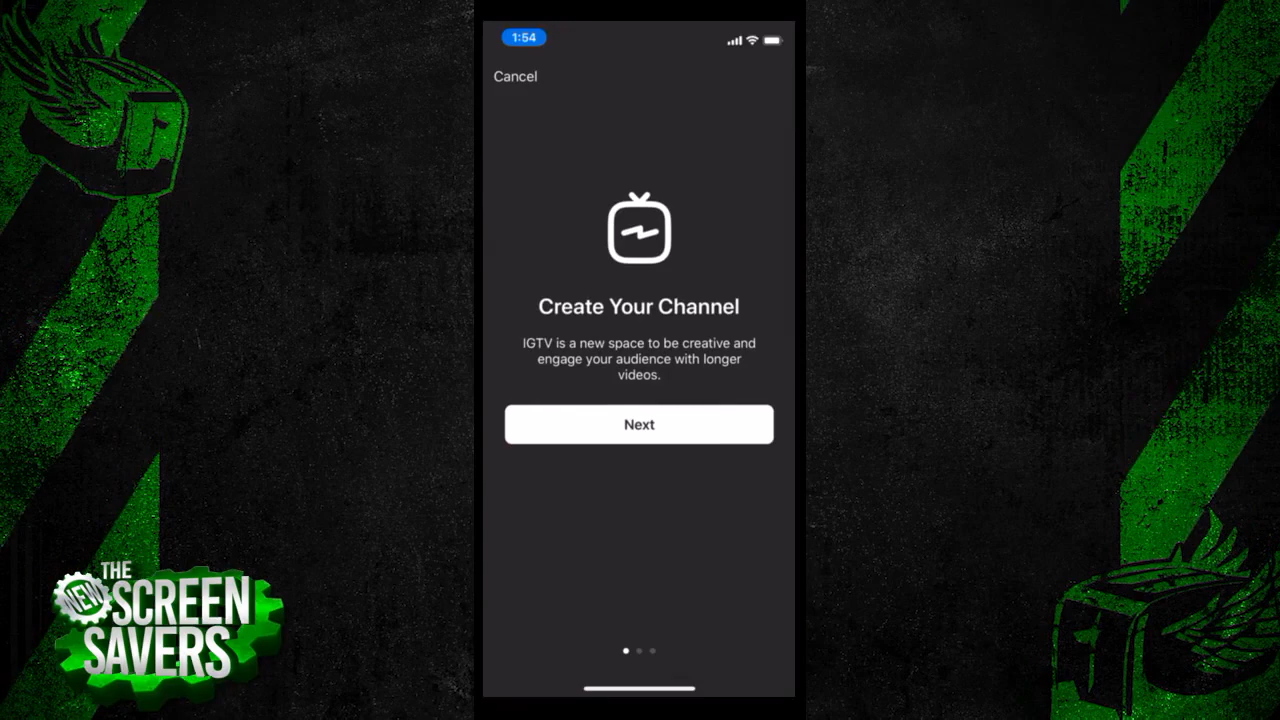 1:54
Cancel
Create Your Channel
IGTV is a new space to be creative and
engage your audience with longer
videos.
Next
THE
NEW
SCREEN
SAVERS